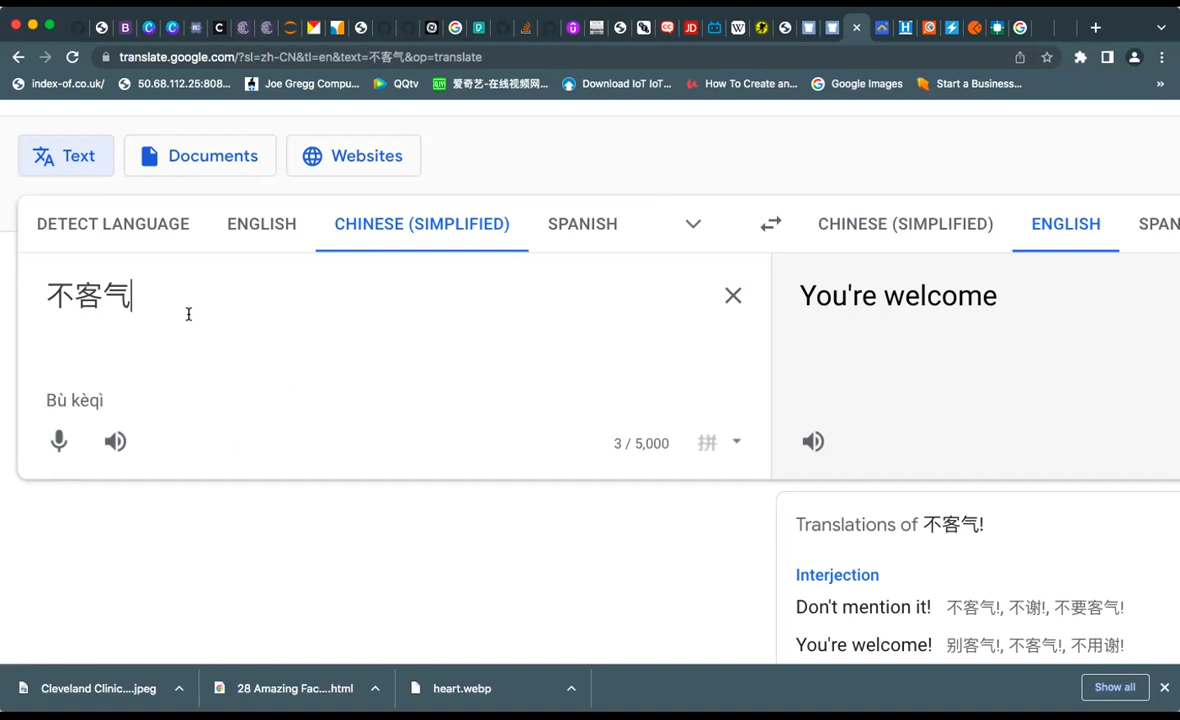 translate.google.com/?sl=zh-CN&tl=en&text=不客气&op=translate
index-of.co.uk/ 50.68.112.25:808... Joe Gregg Compu... QQtv 爱奇艺-在线视频网... Download IoT IoT... How To Create an... Google Images Start a Business... »
Text Documents Websites
DETECT LANGUAGE ENGLISH CHINESE (SIMPLIFIED) SPANISH CHINESE (SIMPLIFIED) ENGLISH SPAN
不客气 You're welcome
Bù kèqì
3 / 5,000 拼
Translations of 不客气!
Interjection
Don't mention it! 不客气!, 不谢!, 不要客气!
You're welcome! 别客气!, 不客气!, 不用谢!
Cleveland Clinic....jpeg 28 Amazing Fac....html heart.webp Show all